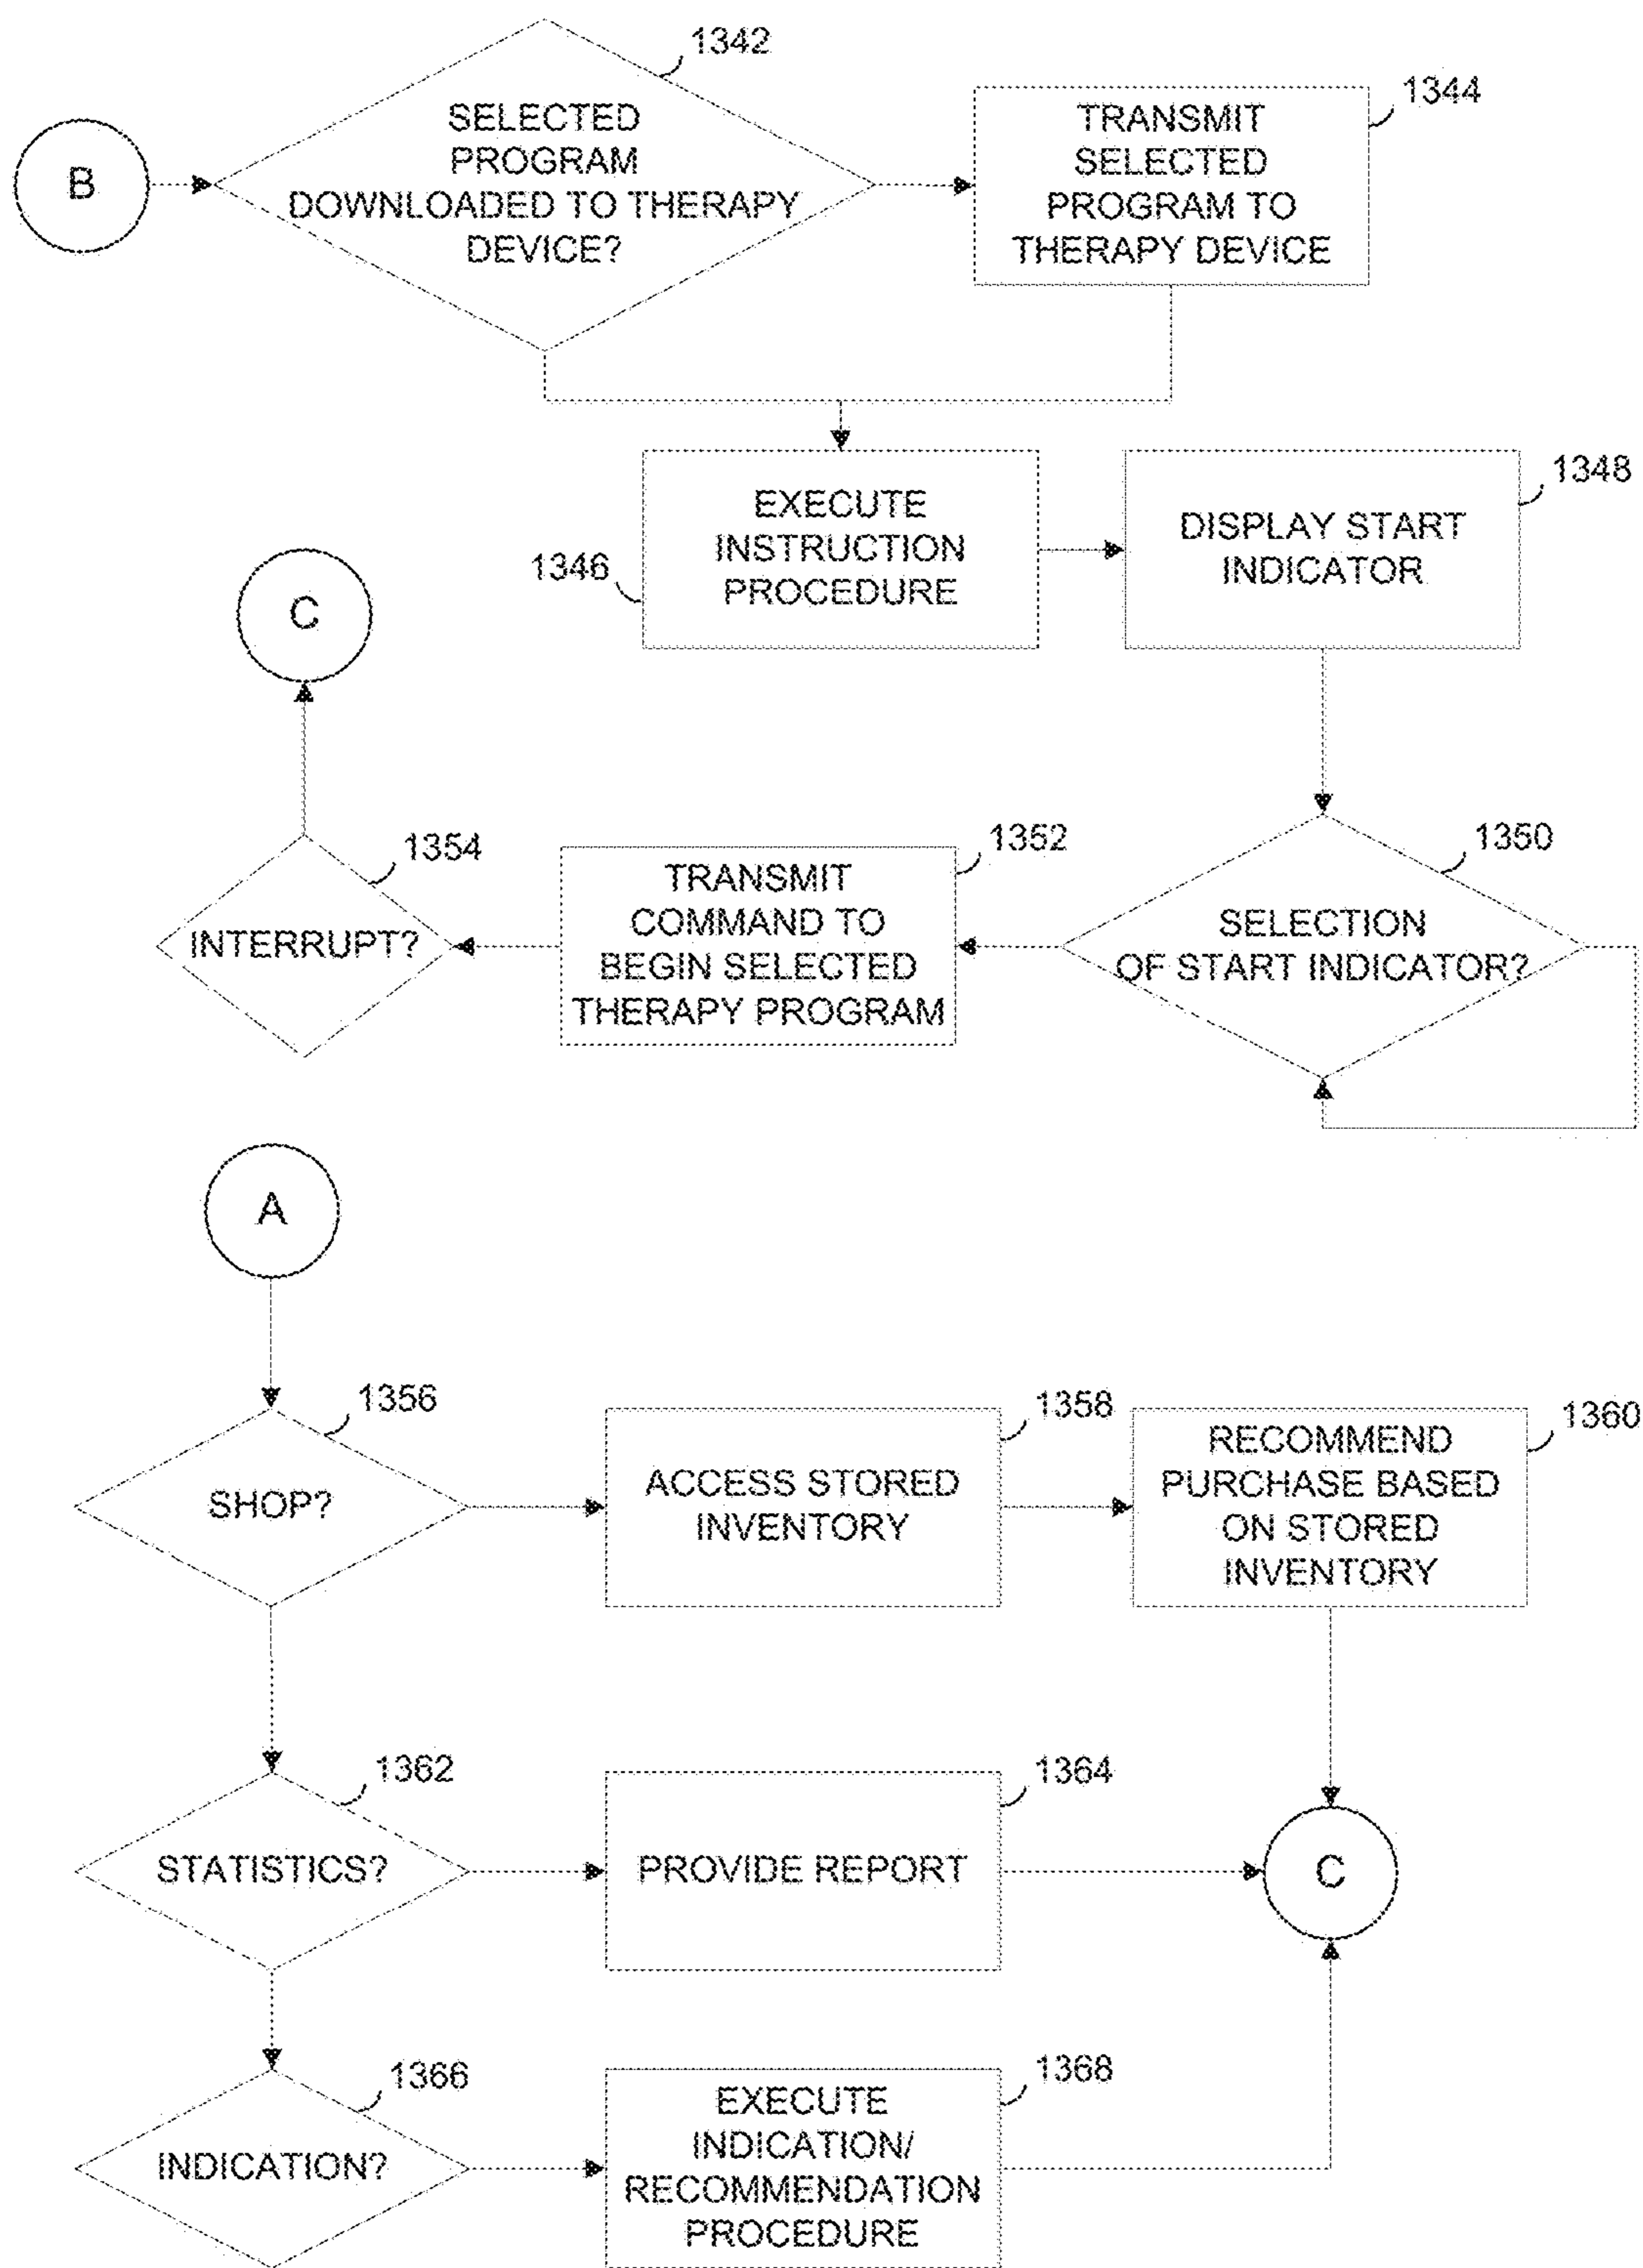 1342
SELECTED
PROGRAM
DOWNLOADED TO THERAPY
DEVICE?
B
1344
TRANSMIT
SELECTED
PROGRAM TO
THERAPY DEVICE
1346
EXECUTE
INSTRUCTION
PROCEDURE
1348
DISPLAY START
INDICATOR
C
1354
INTERRUPT?
1352
TRANSMIT
COMMAND TO
BEGIN SELECTED
THERAPY PROGRAM
1350
SELECTION
OF START INDICATOR?
A
1356
SHOP?
1358
ACCESS STORED
INVENTORY
1360
RECOMMEND
PURCHASE BASED
ON STORED
INVENTORY
1362
STATISTICS?
1364
PROVIDE REPORT
C
1366
INDICATION?
1368
EXECUTE
INDICATION/
RECOMMENDATION
PROCEDURE